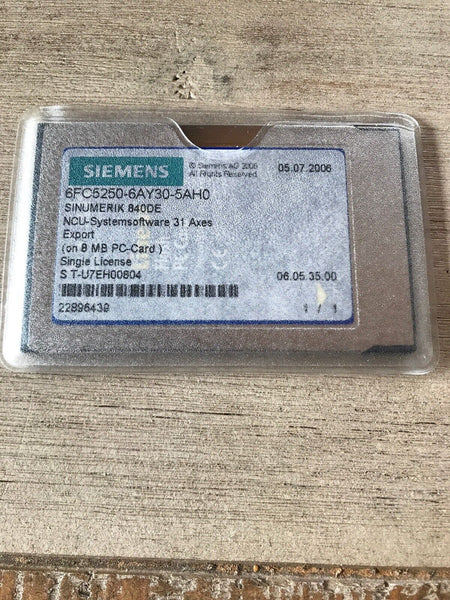 SIEMENS
© Siemens AG 2006
All Rights Reserved.
05.07.2006
6FC5250-6AY30-5AH0
SINUMERIK 840DE
NCU-Systemsoftware 31 Axes
Export
(on 8 MB PC-Card )
Single License
S T-U7EH00804
06.05.35.00
22896439
1 / 1